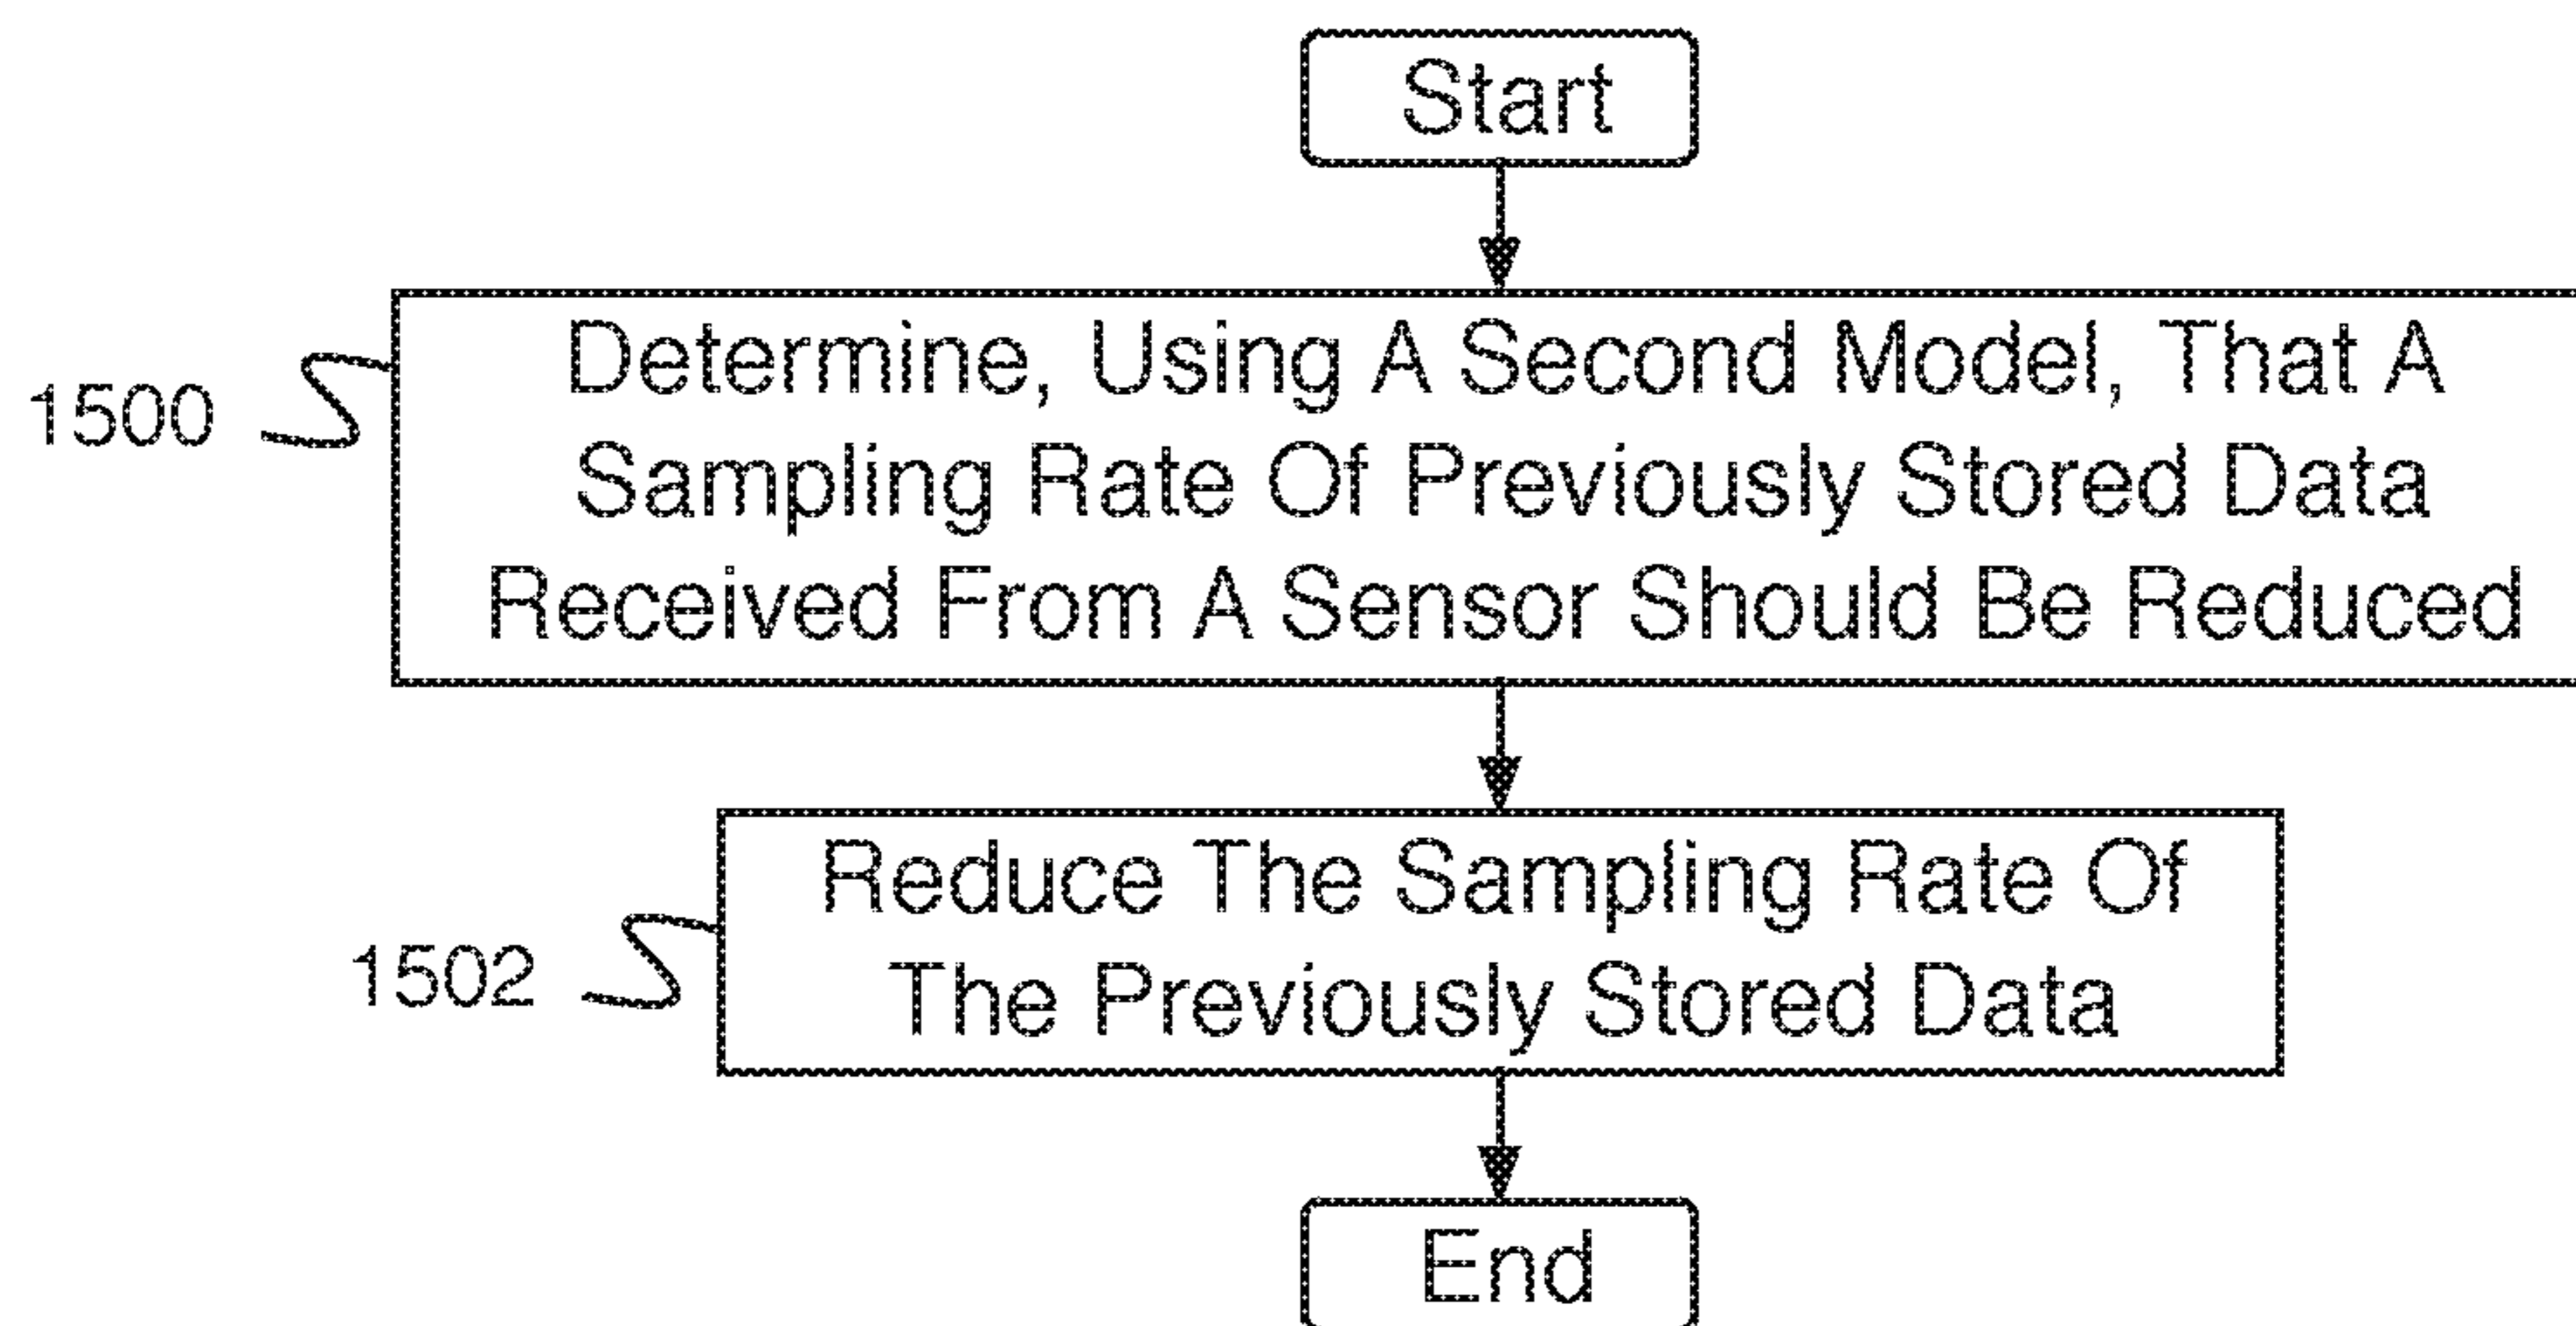 Start
1500
Determine, Using A Second Model, That A
Sampling Rate Of Previously Stored Data
Received From A Sensor Should Be Reduced
1502
Reduce The Sampling Rate Of
The Previously Stored Data
End